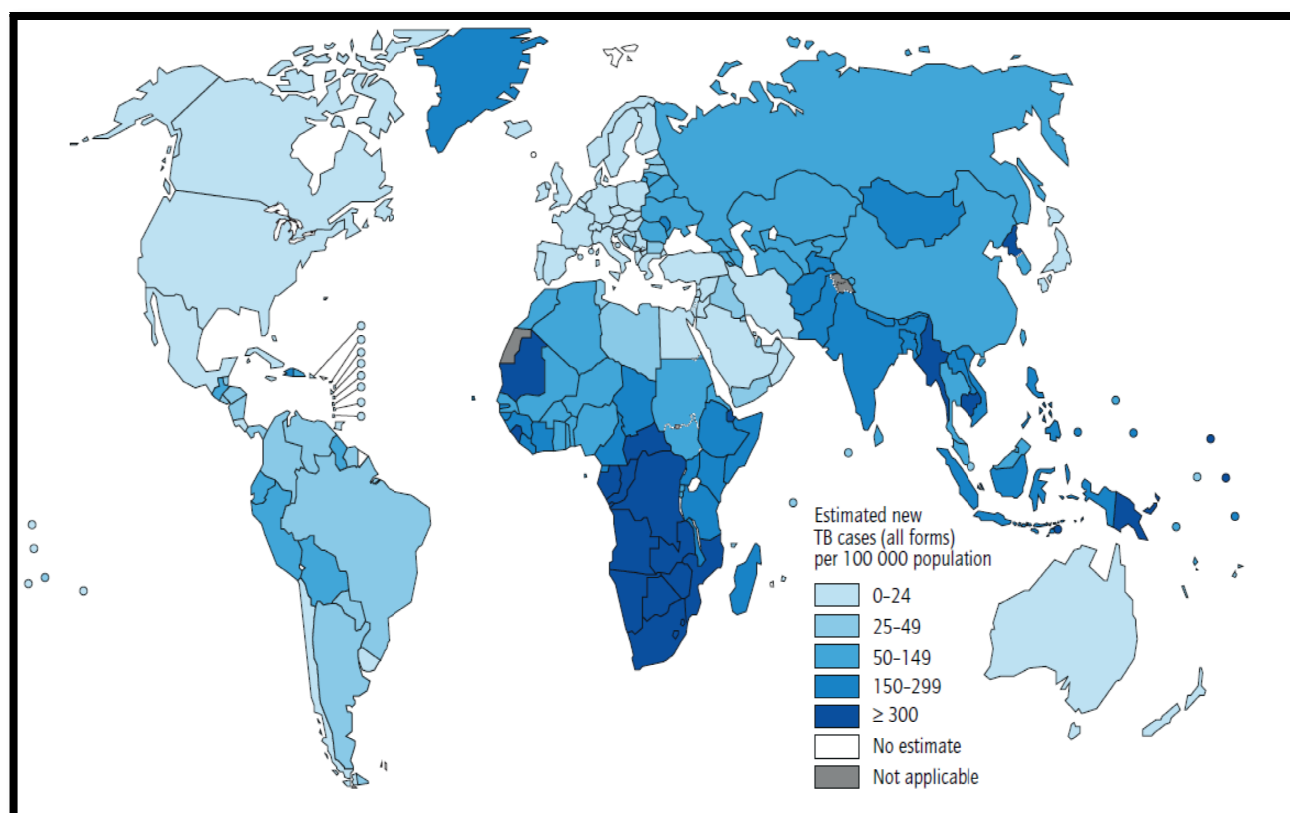 Estimated new
TB cases (all forms)
per 100 000 population
0–24
25–49
50–149
150–299
≥ 300
No estimate
Not applicable